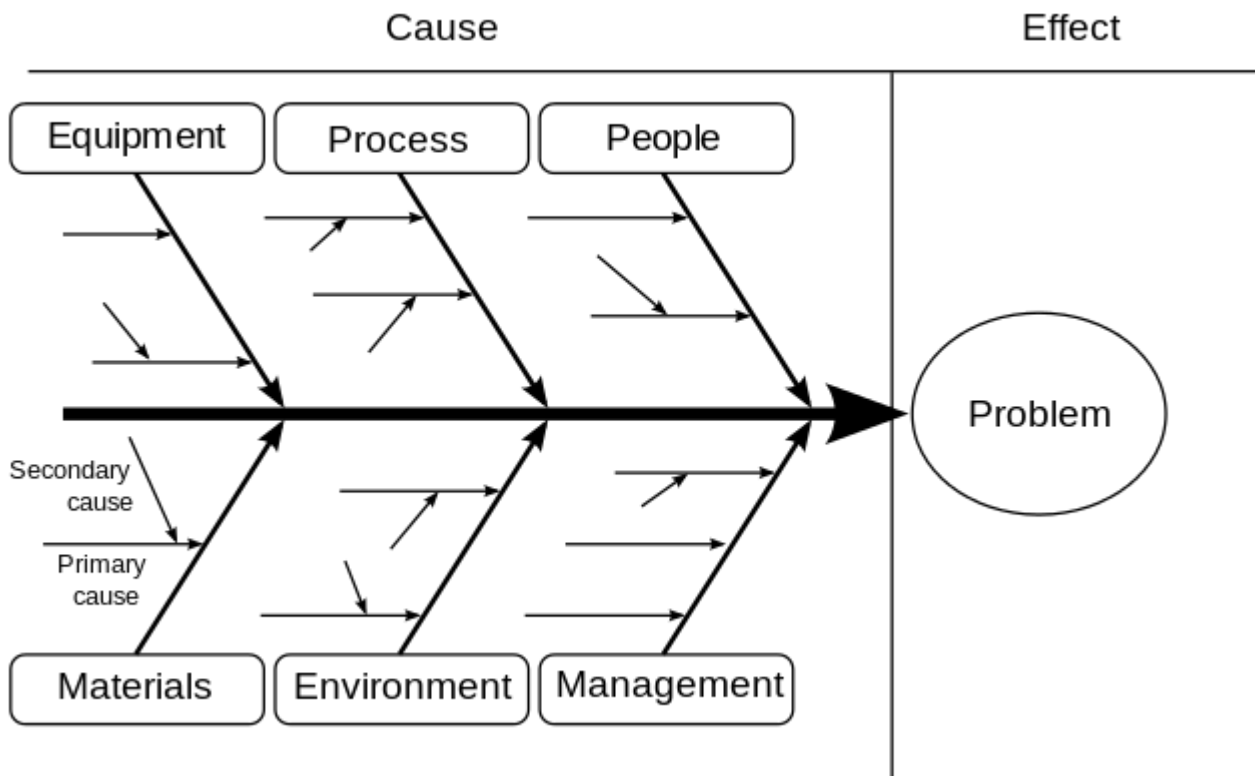 Cause
Effect
Equipment
Process
People
Problem
Secondary
cause
Primary
cause
Materials
Environment
Management